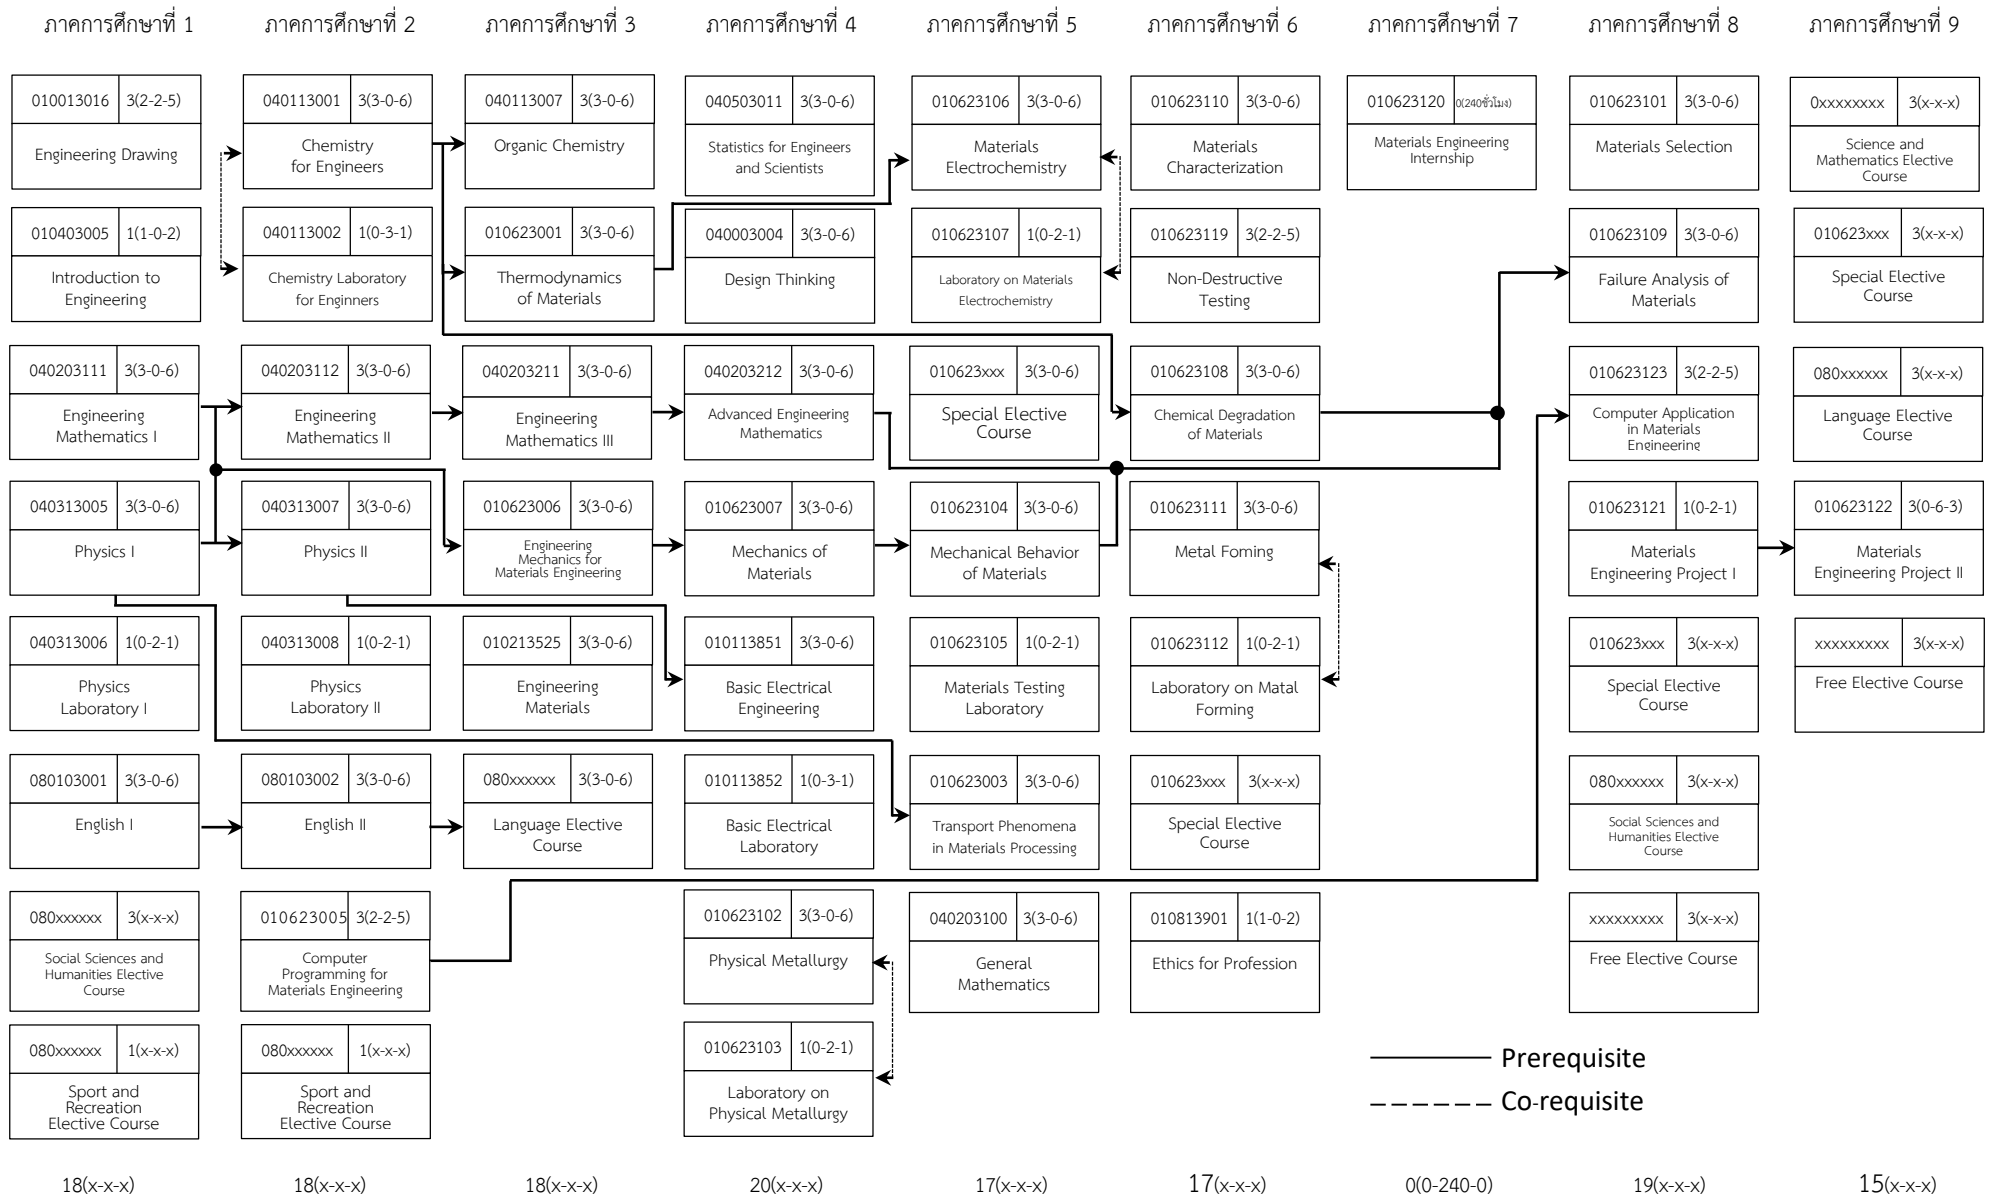 ภาคการศึกษาที่ 1
ภาคการศึกษาที่ 2
ภาคการศึกษาที่ 3
ภาคการศึกษาที่ 4
ภาคการศึกษาที่ 5
ภาคการศึกษาที่ 6
ภาคการศึกษาที่ 7
ภาคการศึกษาที่ 8
ภาคการศึกษาที่ 9
010013016 3(2-2-5)
Engineering Drawing
010403005 1(1-0-2)
Introduction to
Engineering
040203111 3(3-0-6)
Engineering
Mathematics I
040313005 3(3-0-6)
Physics I
040313006 1(0-2-1)
Physics
Laboratory I
080103001 3(3-0-6)
English I
080xxxxxx 3(x-x-x)
Social Sciences and
Humanities Elective
Course
080xxxxxx 1(x-x-x)
Sport and
Recreation
Elective Course
18(x-x-x)
040113001 3(3-0-6)
Chemistry
for Engineers
040113002 1(0-3-1)
Chemistry Laboratory
for Enginners
040203112 3(3-0-6)
Engineering
Mathematics II
040313007 3(3-0-6)
Physics II
040313008 1(0-2-1)
Physics
Laboratory II
080103002 3(3-0-6)
English II
010623005 3(2-2-5)
Computer
Programming for
Materials Engineering
080xxxxxx 1(x-x-x)
Sport and
Recreation
Elective Course
18(x-x-x)
040113007 3(3-0-6)
Organic Chemistry
010623001 3(3-0-6)
Thermodynamics
of Materials
040203211 3(3-0-6)
Engineering
Mathematics III
010623006 3(3-0-6)
Engineering
Mechanics for
Materials Engineering
010213525 3(3-0-6)
Engineering
Materials
080xxxxxx 3(3-0-6)
Language Elective
Course
18(x-x-x)
040503011 3(3-0-6)
Statistics for Engineers
and Scientists
040003004 3(3-0-6)
Design Thinking
040203212 3(3-0-6)
Advanced Engineering
Mathematics
010623007 3(3-0-6)
Mechanics of
Materials
010113851 3(3-0-6)
Basic Electrical
Engineering
010113852 1(0-3-1)
Basic Electrical
Laboratory
010623102 3(3-0-6)
Physical Metallurgy
010623103 1(0-2-1)
Laboratory on
Physical Metallurgy
20(x-x-x)
010623106 3(3-0-6)
Materials
Electrochemistry
010623107 1(0-2-1)
Laboratory on Materials
Electrochemistry
010623xxx 3(3-0-6)
Special Elective
Course
010623104 3(3-0-6)
Mechanical Behavior
of Materials
010623105 1(0-2-1)
Materials Testing
Laboratory
010623003 3(3-0-6)
Transport Phenomena
in Materials Processing
040203100 3(3-0-6)
General
Mathematics
17(x-x-x)
010623110 3(3-0-6)
Materials
Characterization
010623119 3(2-2-5)
Non-Destructive
Testing
010623108 3(3-0-6)
Chemical Degradation
of Materials
010623111 3(3-0-6)
Metal Foming
010623112 1(0-2-1)
Laboratory on Matal
Forming
010623xxx 3(x-x-x)
Special Elective
Course
010813901 1(1-0-2)
Ethics for Profession
17(x-x-x)
010623120 0(240ชั่วโมง)
Materials Engineering
Internship
0(0-240-0)
010623101 3(3-0-6)
Materials Selection
010623109 3(3-0-6)
Failure Analysis of
Materials
010623123 3(2-2-5)
Computer Application
in Materials
Engineering
010623121 1(0-2-1)
Materials
Engineering Project I
010623xxx 3(x-x-x)
Special Elective
Course
080xxxxxx 3(x-x-x)
Social Sciences and
Humanities Elective
Course
xxxxxxxxx 3(x-x-x)
Free Elective Course
19(x-x-x)
0xxxxxxxx 3(x-x-x)
Science and
Mathematics Elective
Course
010623xxx 3(x-x-x)
Special Elective
Course
080xxxxxx 3(x-x-x)
Language Elective
Course
010623122 3(0-6-3)
Materials
Engineering Project II
xxxxxxxxx 3(x-x-x)
Free Elective Course
15(x-x-x)
Prerequisite
Co-requisite